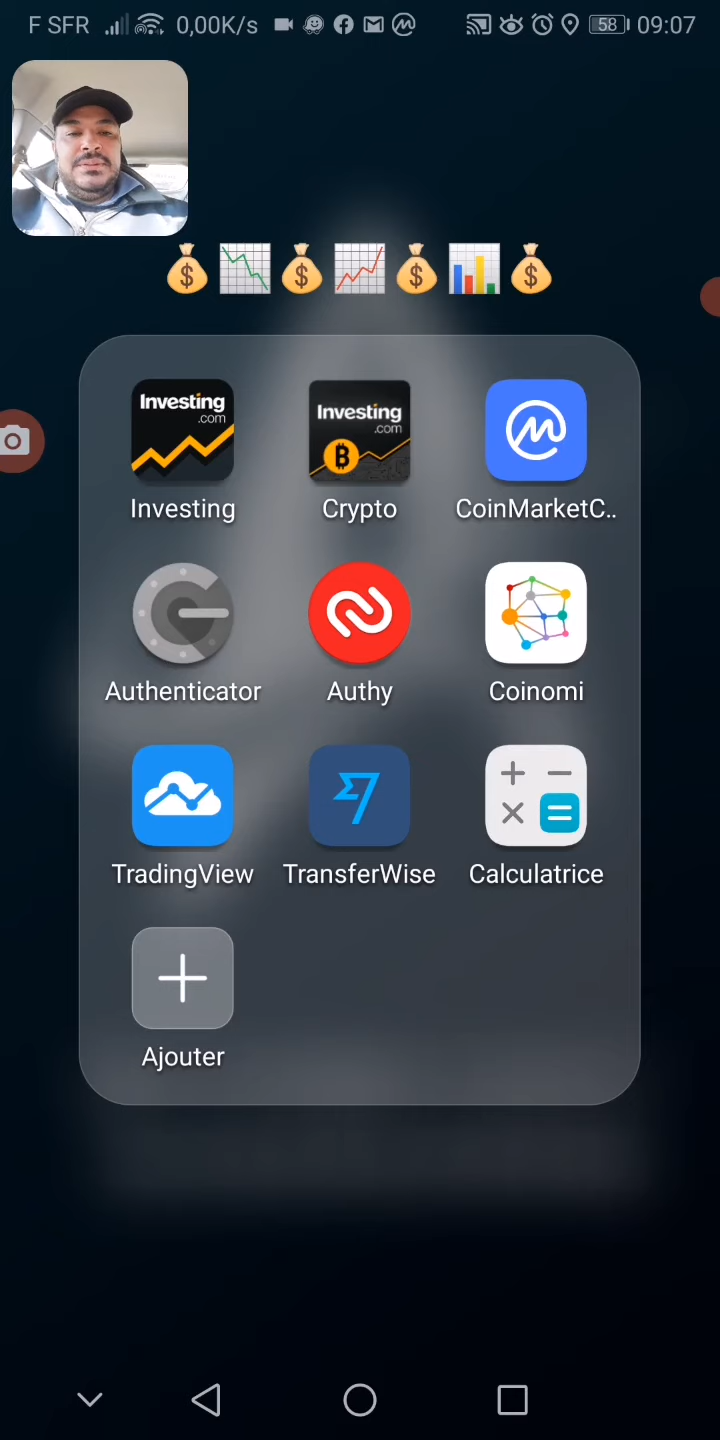 F SFR 0,00K/s 58 09:07
Investing.com Investing.com
Investing Crypto CoinMarketC..
Authenticator Authy Coinomi
TradingView TransferWise Calculatrice
Ajouter